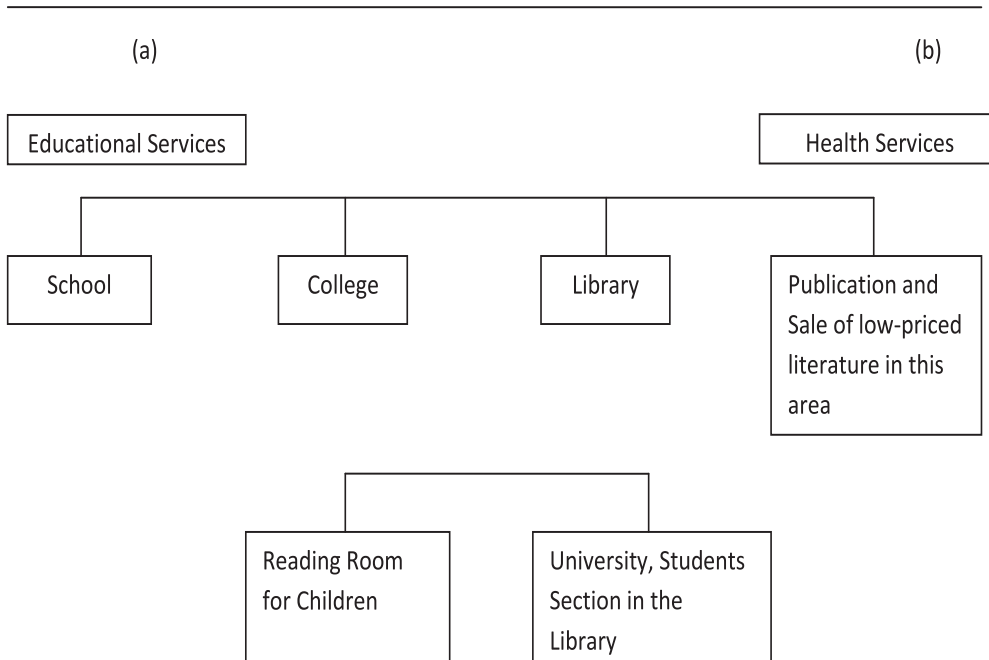 (a) (b)
Educational Services Health Services
School College Library Publication and
Sale of low-priced
literature in this
area
Reading Room University, Students
for Children Section in the
Library